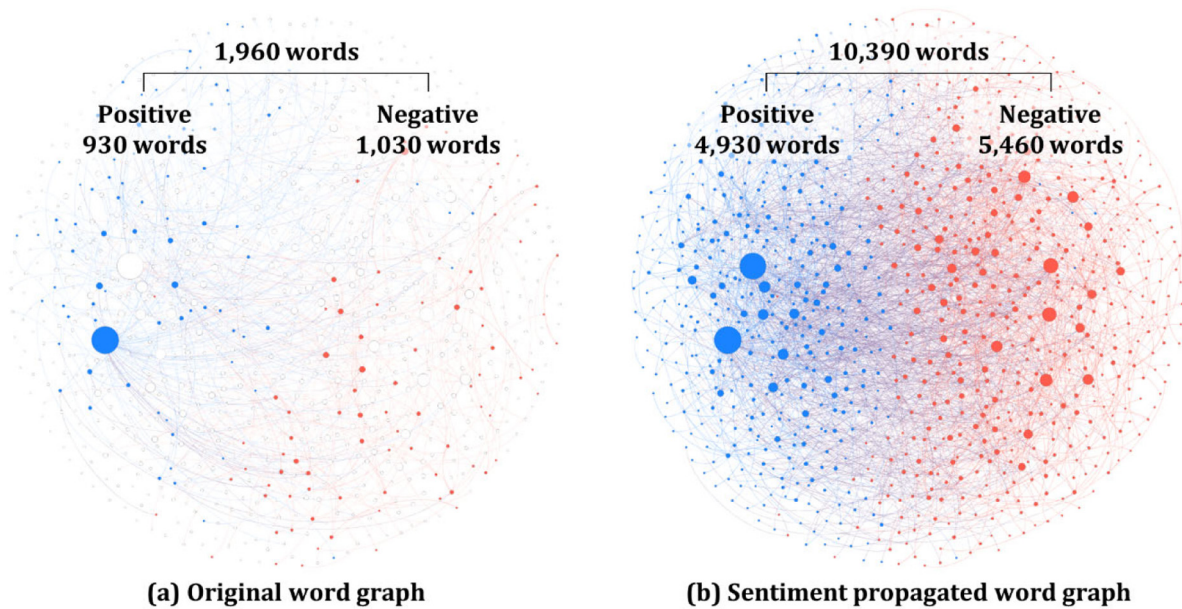 1,960 words
Positive
930 words
Negative
1,030 words
(a) Original word graph
10,390 words
Positive
4,930 words
Negative
5,460 words
(b) Sentiment propagated word graph